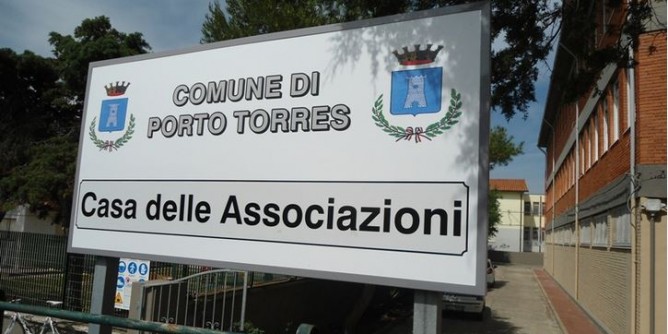 COMUNE DI
PORTO TORRES
Casa delle Associazioni